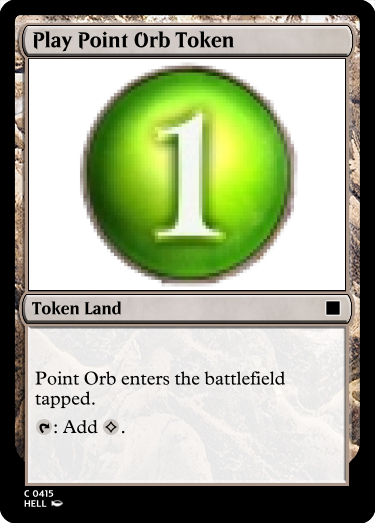 Play Point Orb Token
1
Token Land
Point Orb enters the battlefield
tapped.
: Add .
C 0415
HELL